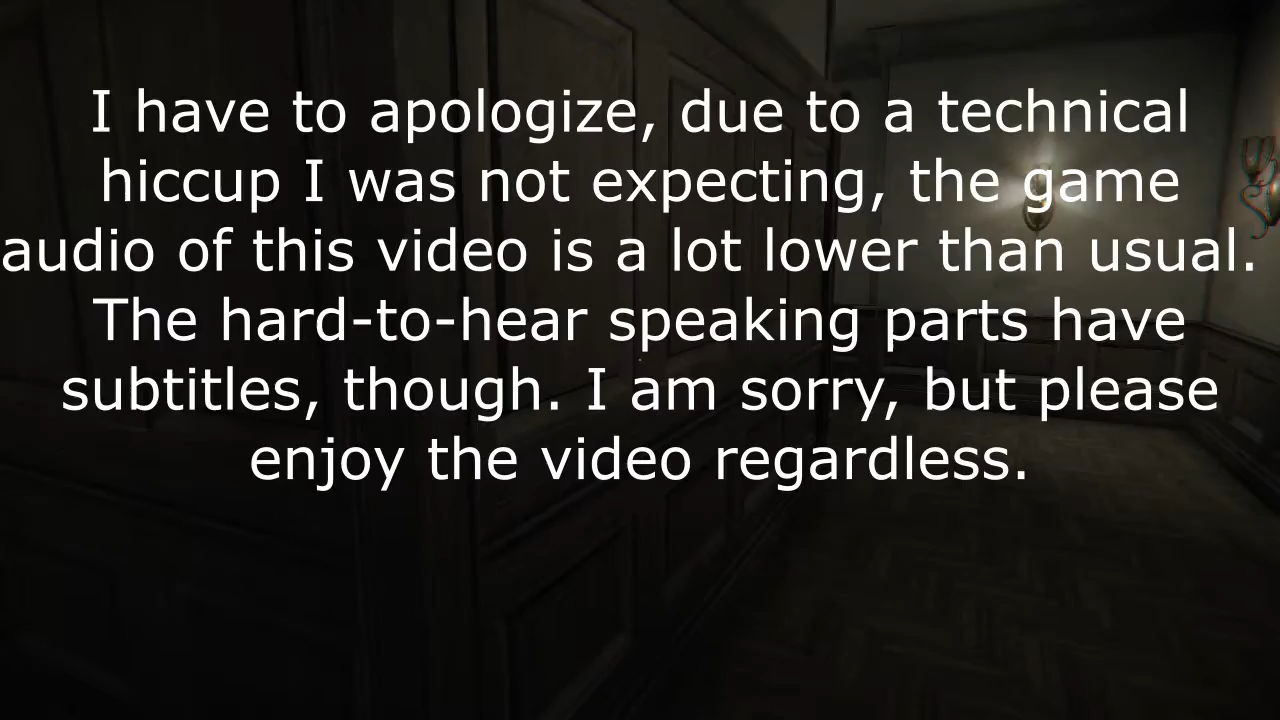 I have to apologize, due to a technical
hiccup I was not expecting, the game
audio of this video is a lot lower than usual.
The hard-to-hear speaking parts have
subtitles, though. I am sorry, but please
enjoy the video regardless.